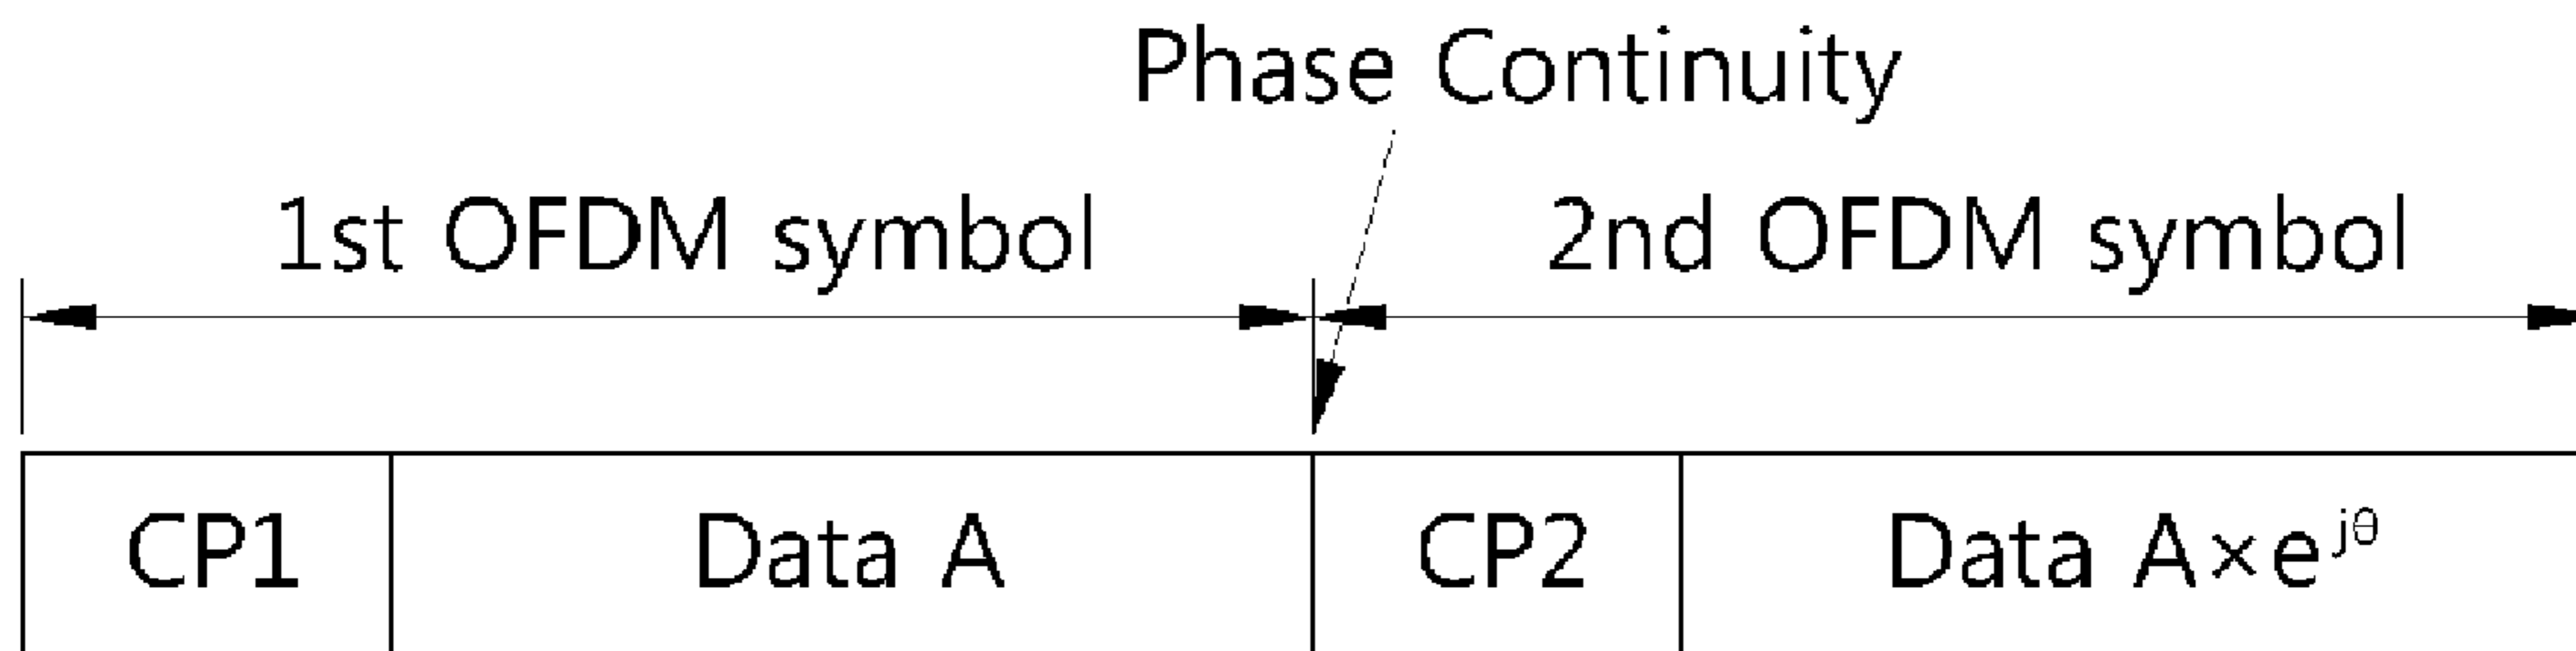 Phase Continuity
1st OFDM symbol 2nd OFDM symbol
CP1 Data A CP2 Data A×e^jθ